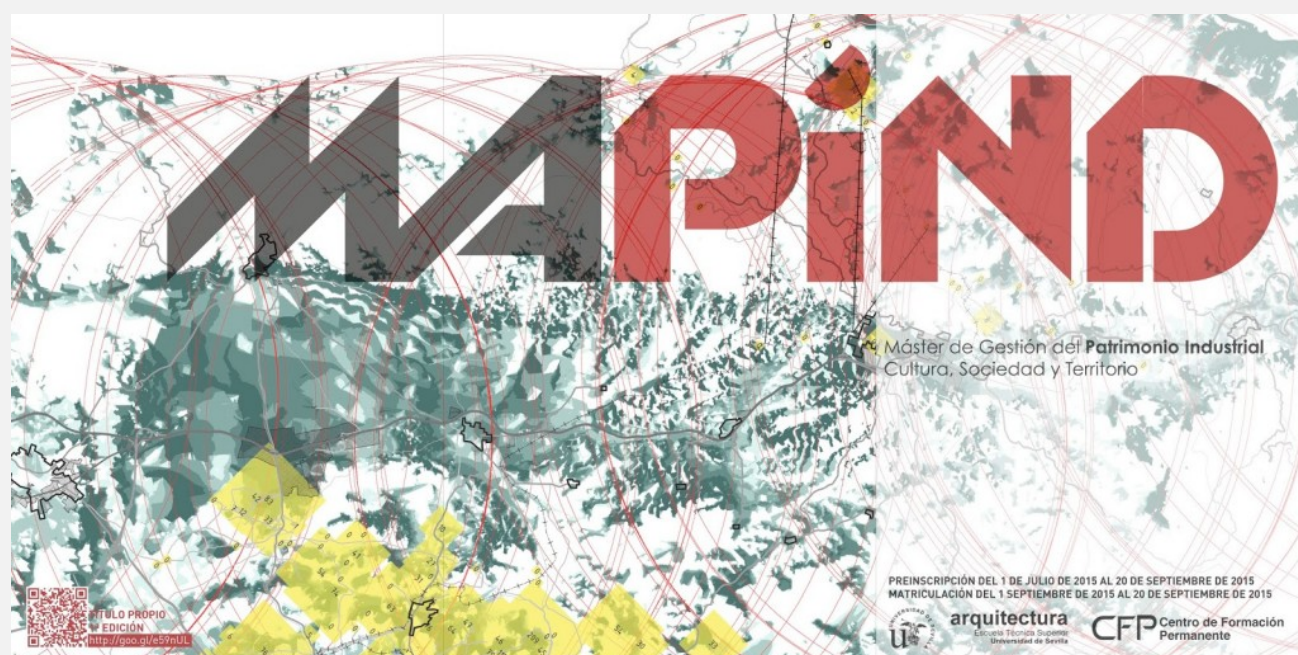 MAPiND
Máster de Gestión del Patrimonio Industrial
Cultura, Sociedad y Territorio
PREINSCRIPCIÓN DEL 1 DE JULIO DE 2015 AL 20 DE SEPTIEMBRE DE 2015
MATRICULACIÓN DEL 1 SEPTIEMBRE DE 2015 AL 20 DE SEPTIEMBRE DE 2015
TÍTULO PROPIO
EDICIÓN
http://goo.gl/e59nUL
arquitectura
Escuela Técnica Superior
Universidad de Sevilla
CFP Centro de Formación
Permanente